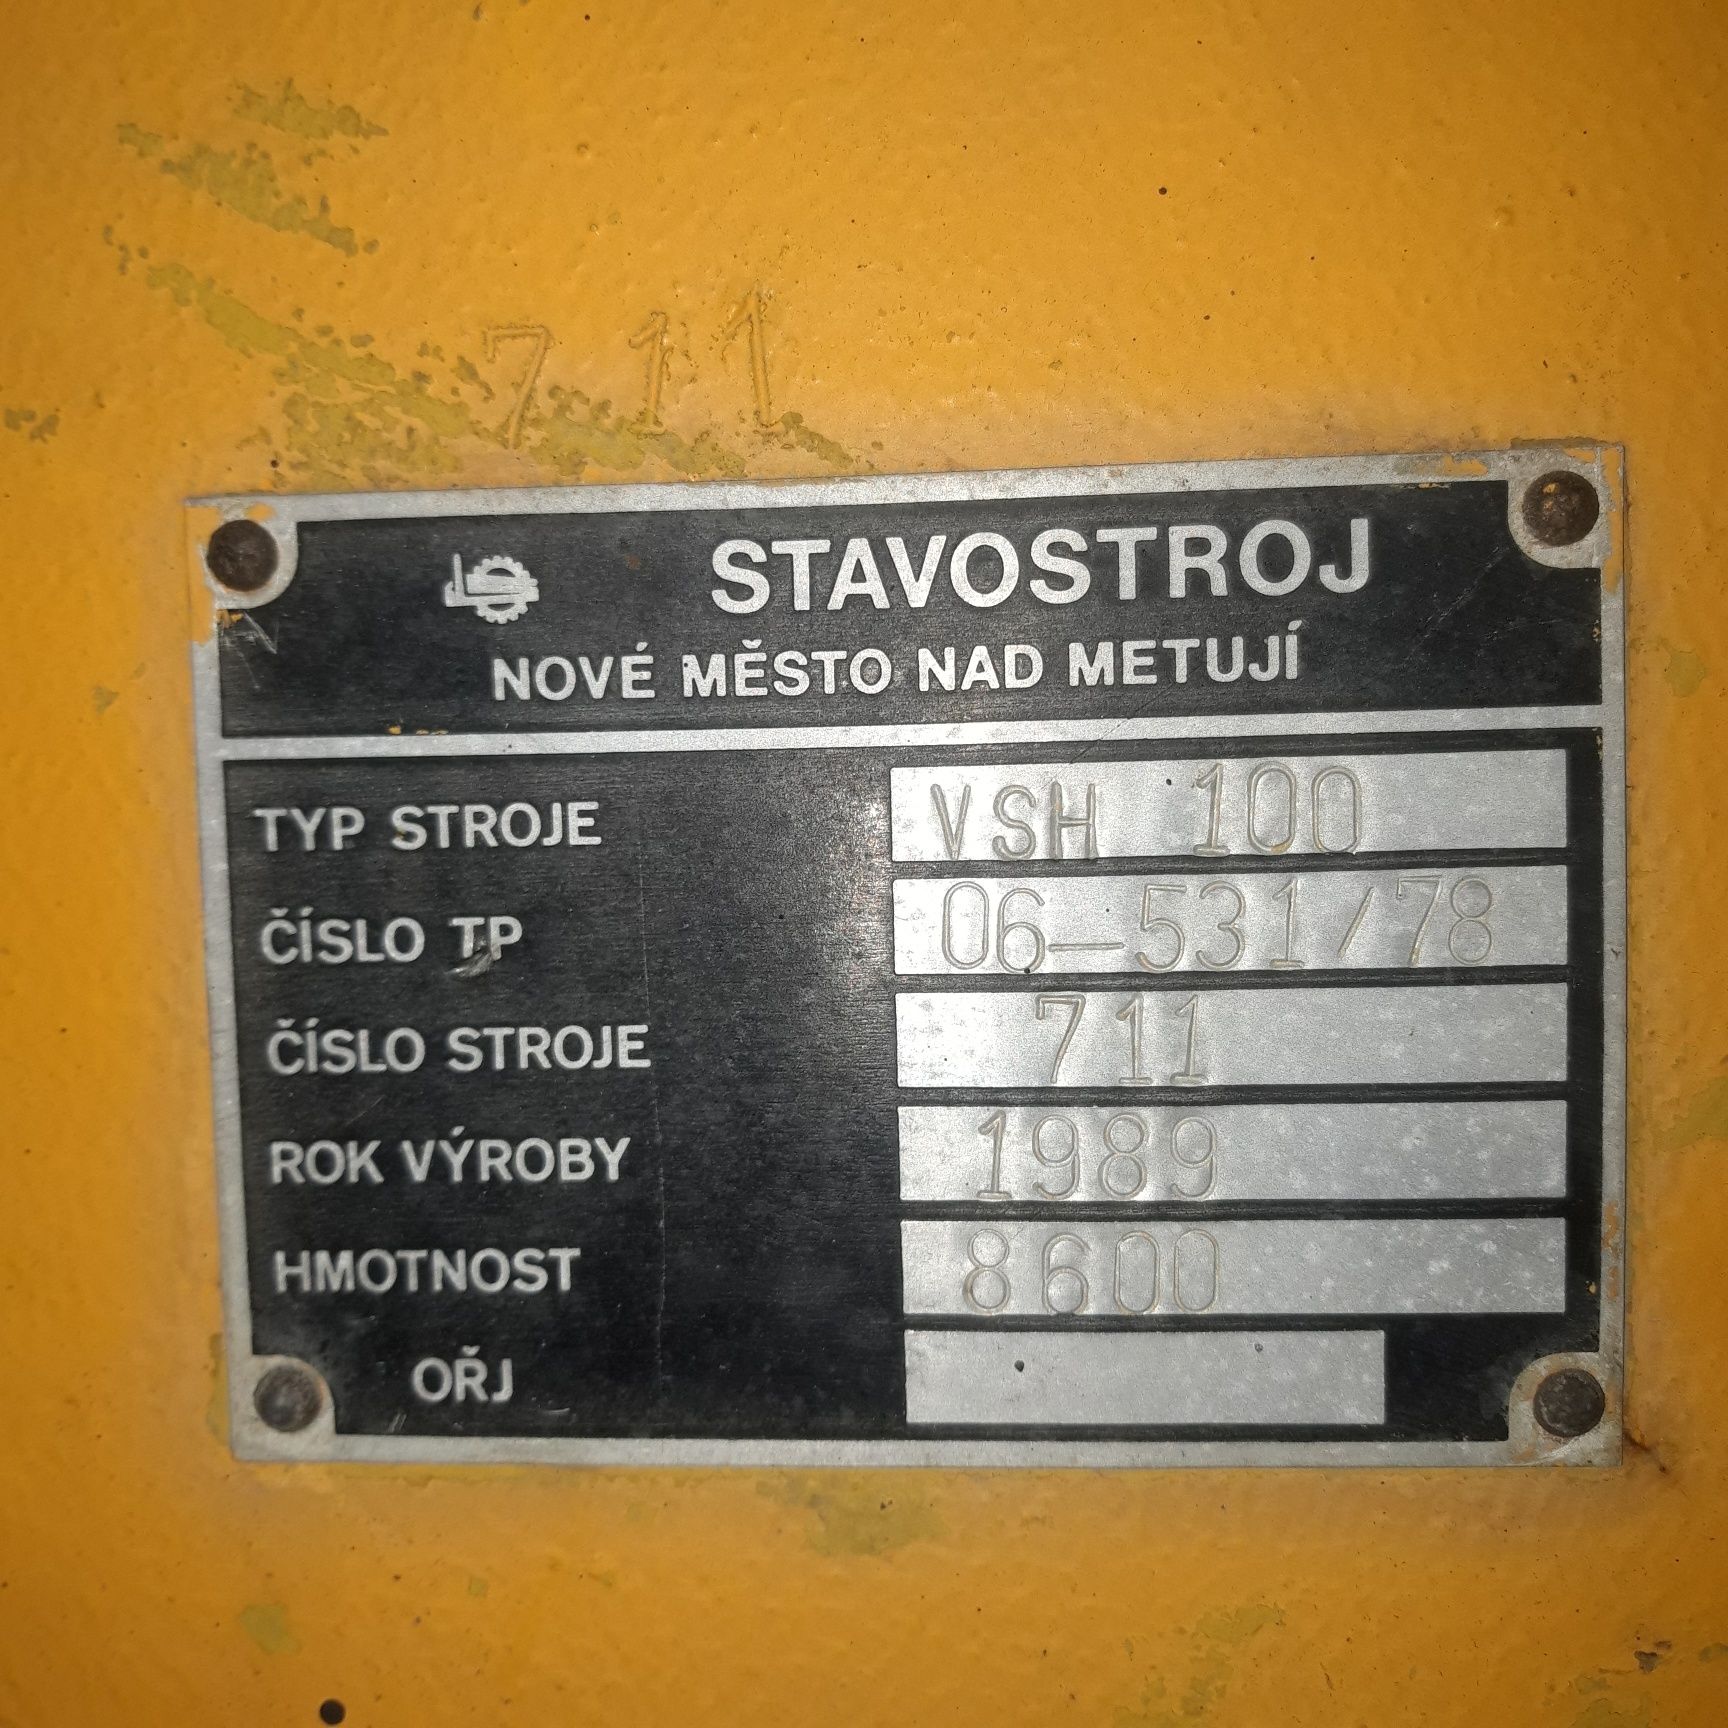 711
STAVOSTROJ
NOVÉ MĚSTO NAD METUJÍ
TYP STROJE VSH 100
ČÍSLO TP 06-531/78
ČÍSLO STROJE 711
ROK VÝROBY 1989
HMOTNOST 8600
OŘJ